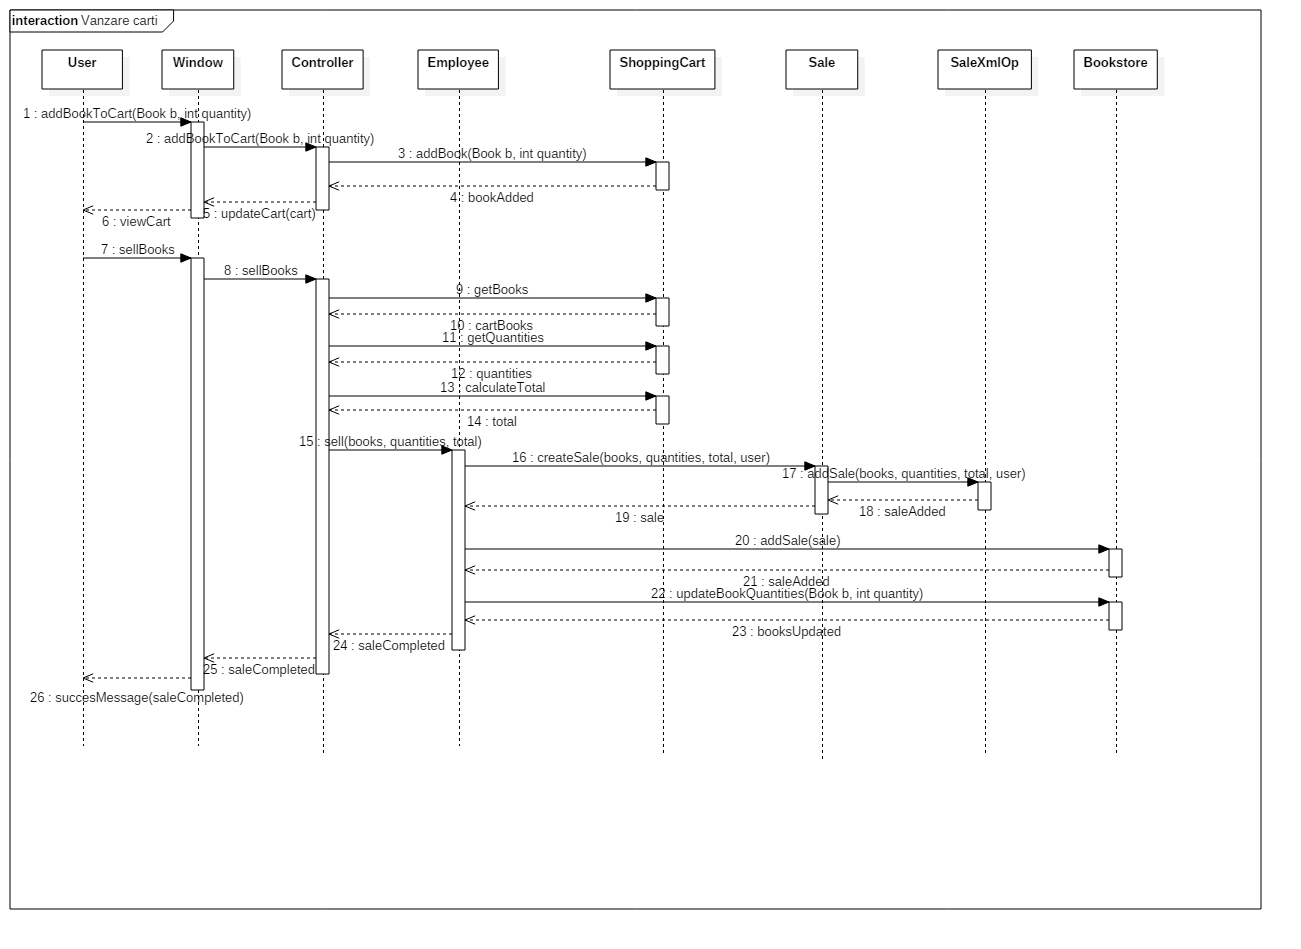 interaction Vanzare carti
User
Window
Controller
Employee
ShoppingCart
Sale
SaleXmlOp
Bookstore
1 : addBookToCart(Book b, int quantity)
2 : addBookToCart(Book b, int quantity)
3 : addBook(Book b, int quantity)
4 : bookAdded
5 : updateCart(cart)
6 : viewCart
7 : sellBooks
8 : sellBooks
9 : getBooks
10 : cartBooks
11 : getQuantities
12 : quantities
13 : calculateTotal
14 : total
15 : sell(books, quantities, total)
16 : createSale(books, quantities, total, user)
17 : addSale(books, quantities, total, user)
18 : saleAdded
19 : sale
20 : addSale(sale)
21 : saleAdded
22 : updateBookQuantities(Book b, int quantity)
23 : booksUpdated
24 : saleCompleted
25 : saleCompleted
26 : succesMessage(saleCompleted)